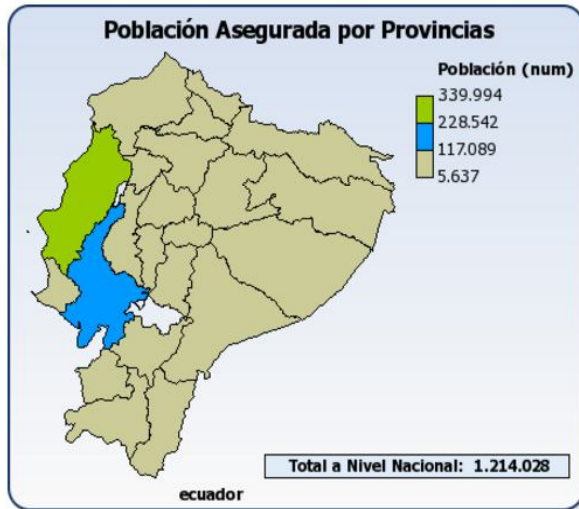 Población Asegurada por Provincias
Población (num)
339.994
228.542
117.089
5.637
Total a Nivel Nacional: 1.214.028
ecuador